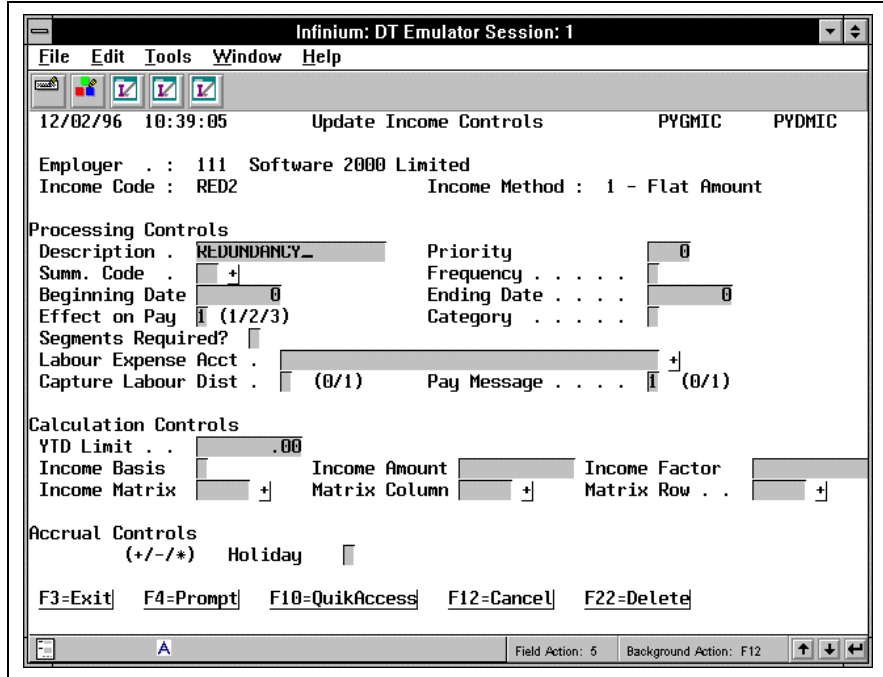 Infinium: DT Emulator Session: 1
File Edit Tools Window Help
12/02/96 10:39:05 Update Income Controls PYGMIC PYDMIC
Employer . : 111 Software 2000 Limited
Income Code : RED2 Income Method : 1 - Flat Amount
Processing Controls
Description . REDUNDANCY_ Priority 0
Summ. Code . + Frequency . . . . .
Beginning Date 0 Ending Date . . . . 0
Effect on Pay 1 (1/2/3) Category . . . . .
Segments Required?
Labour Expense Acct . +
Capture Labour Dist . (0/1) Pay Message . . . . 1 (0/1)
Calculation Controls
YTD Limit . . .00
Income Basis Income Amount Income Factor
Income Matrix + Matrix Column + Matrix Row . . +
Accrual Controls
(+/-/*) Holiday
F3=Exit F4=Prompt F10=QuikAccess F12=Cancel F22=Delete
A Field Action: 5 Background Action: F12